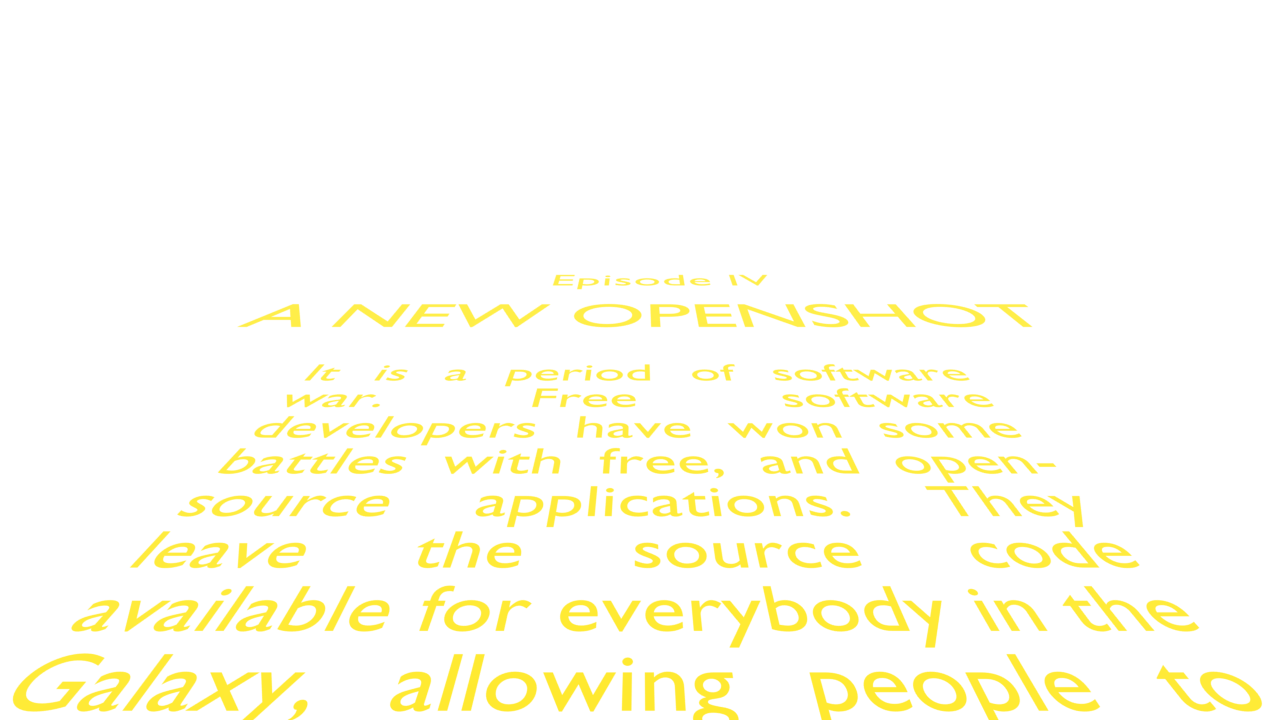 Episode IV
A NEW OPENSHOT
It is a period of software
war. Free software
developers have won some
battles with free, and open-
source applications. They
leave the source code
available for everybody in the
Galaxy, allowing people to